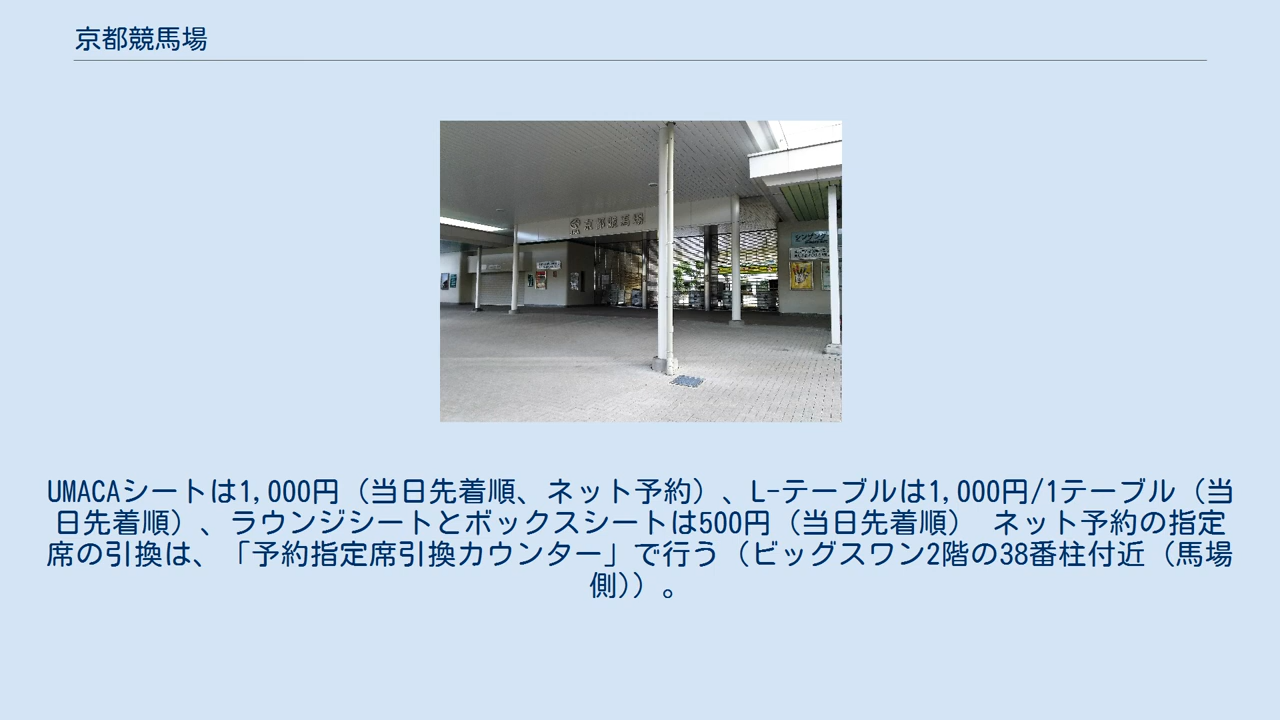 京都競馬場
京都競馬場
UMACAシートは1,000円（当日先着順、ネット予約）、L-テーブルは1,000円/1テーブル（当
日先着順）、ラウンジシートとボックスシートは500円（当日先着順）　ネット予約の指定
席の引換は、「予約指定席引換カウンター」で行う（ビッグスワン2階の38番柱付近（馬場
側)）。